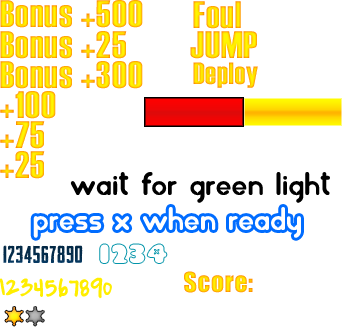 Bonus +500
Foul
Bonus +25
JUMP
Bonus +300
Deploy
+100
+75
+25
wait for green light
press x when ready
1234567890
1234
1234567890
Score: